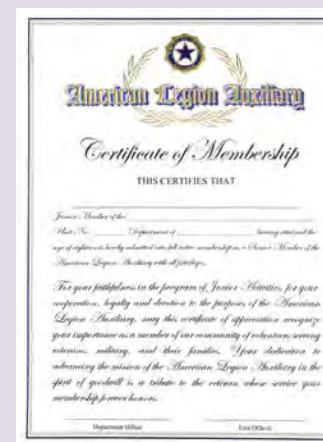 American Legion Auxiliary
Certificate of Membership
THIS CERTIFIES THAT
Junior Member of the
Unit No. Department of having attained the
age of eighteen is hereby admitted into full active membership as a Senior Member of the
American Legion Auxiliary with all privileges.
For your faithfulness in the program of Junior Activities, for your
cooperation, loyalty and devotion to the purposes of the American
Legion Auxiliary, may this certificate of appreciation recognize
your importance as a member of our community of volunteers serving
veterans, military, and their families. Your dedication to
advancing the mission of the American Legion Auxiliary in the
spirit of goodwill is a tribute to the veteran whose service your
membership forever honors.
Department Officer Unit Officer